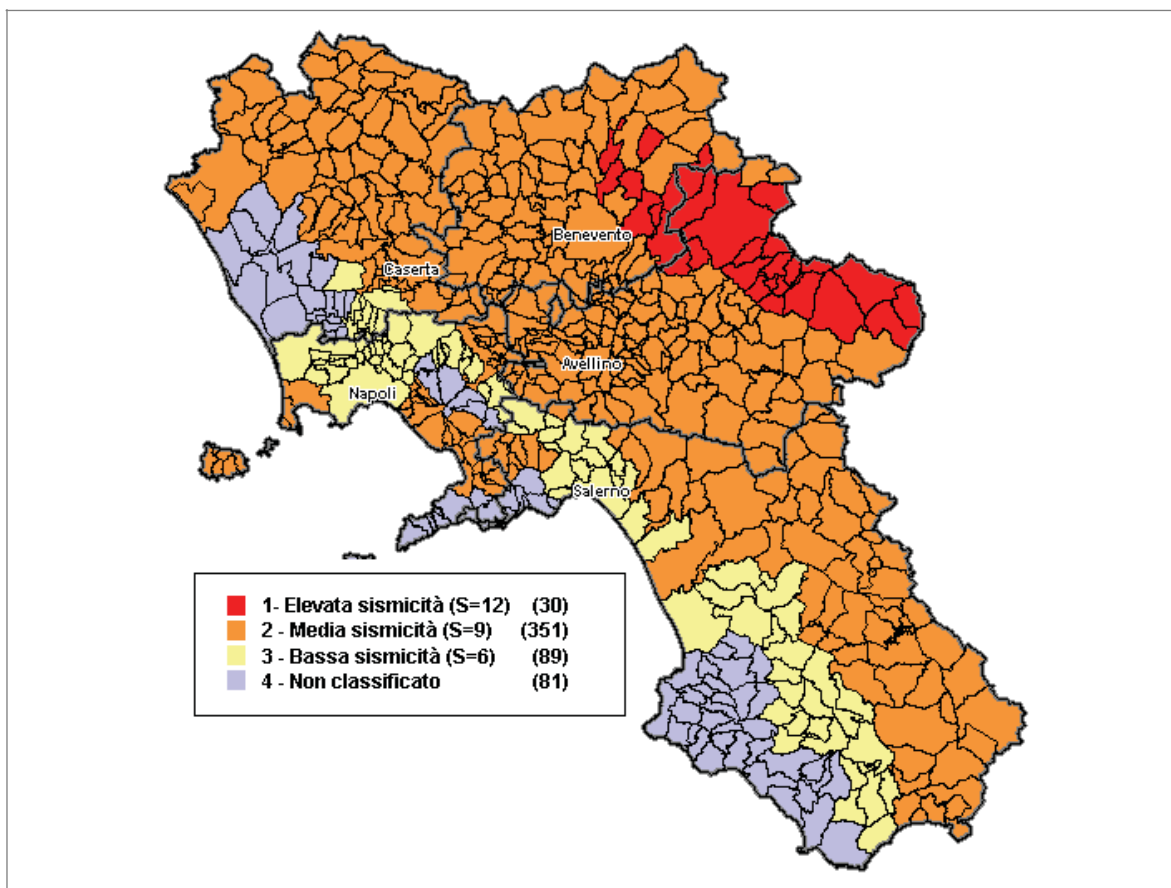 Benevento
Caserta
Avellino
Napoli
Salerno
1- Elevata sismicità (S=12) (30)
2 - Media sismicità (S=9) (351)
3 - Bassa sismicità (S=6) (89)
4 - Non classificato (81)